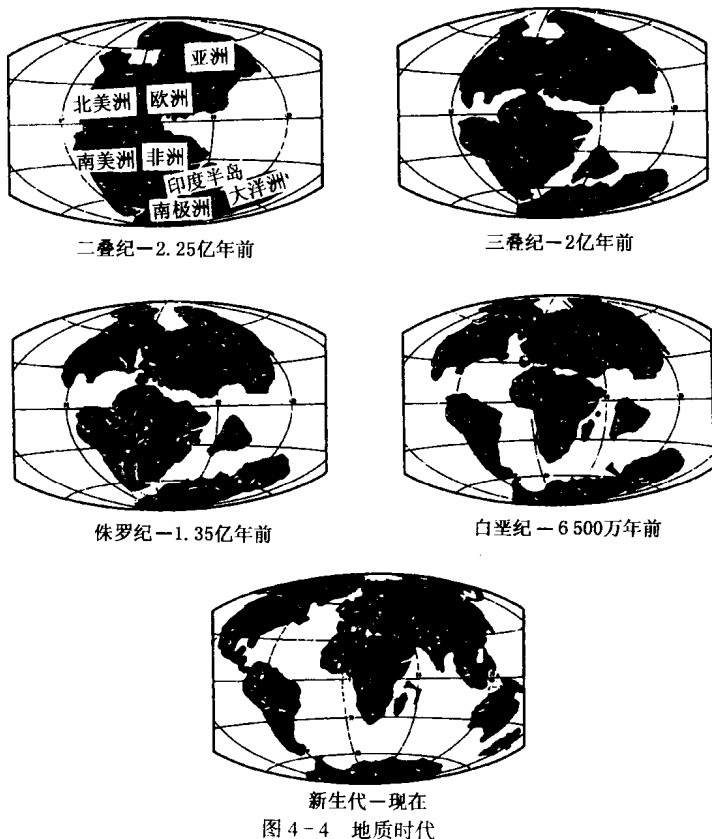 亚洲
北美洲 欧洲
南美洲 非洲
印度半岛
大洋洲
南极洲
二叠纪－2.25亿年前
三叠纪－2亿年前
侏罗纪－1.35亿年前
白垩纪－6 500万年前
新生代－现在
图 4-4 地质时代